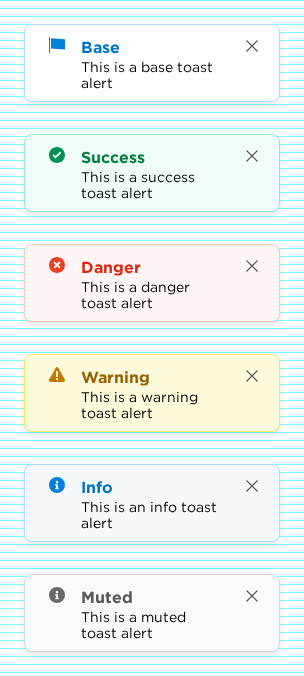 Base
This is a base toast
alert
Success
This is a success
toast alert
Danger
This is a danger
toast alert
Warning
This is a warning
toast alert
Info
This is an info toast
alert
Muted
This is a muted
toast alert